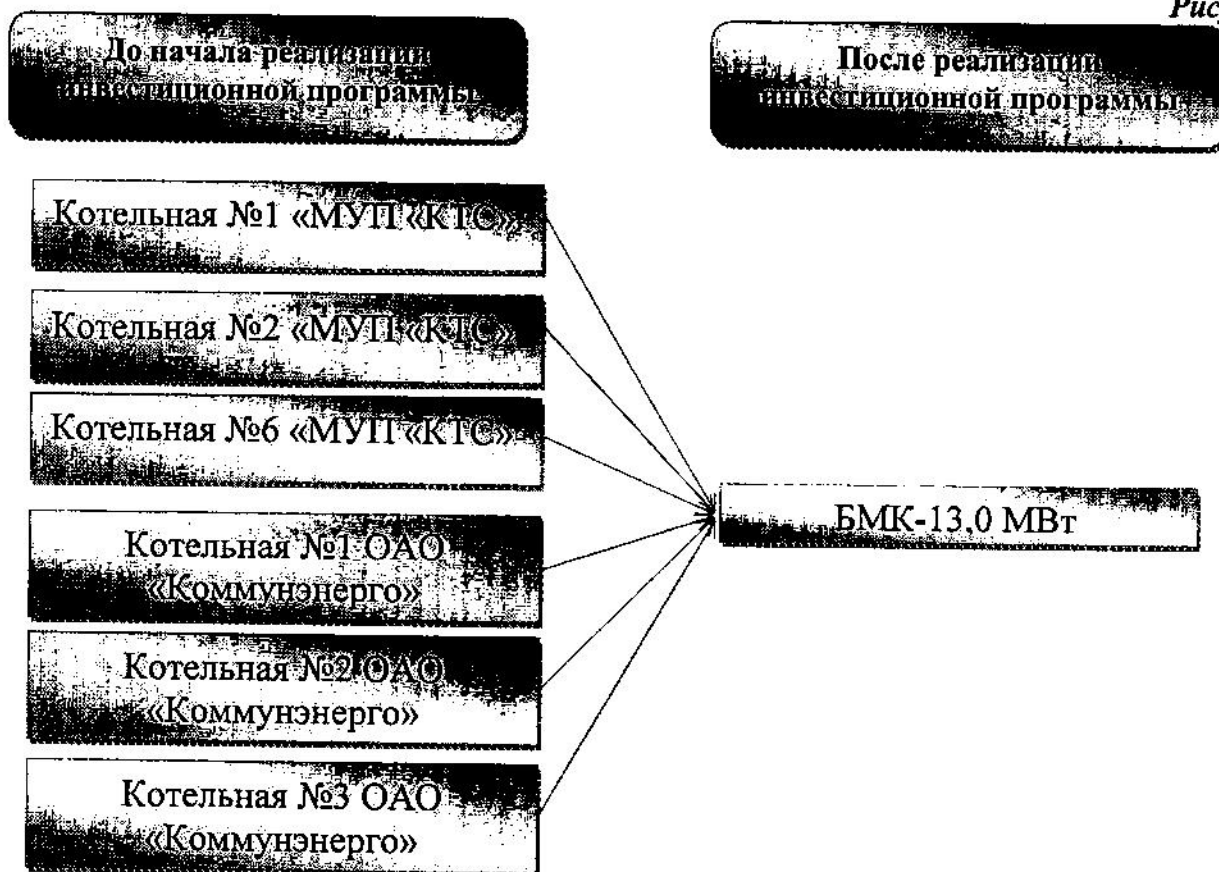 Рис
До начала реализации
инвестиционной программы
После реализации
инвестиционной программы
Котельная №1 «МУП «КТС»
Котельная №2 «МУП «КТС»
Котельная №6 «МУП «КТС»
БМК-13,0 МВт
Котельная №1 ОАО
«Коммунэнерго»
Котельная №2 ОАО
«Коммунэнерго»
Котельная №3 ОАО
«Коммунэнерго»